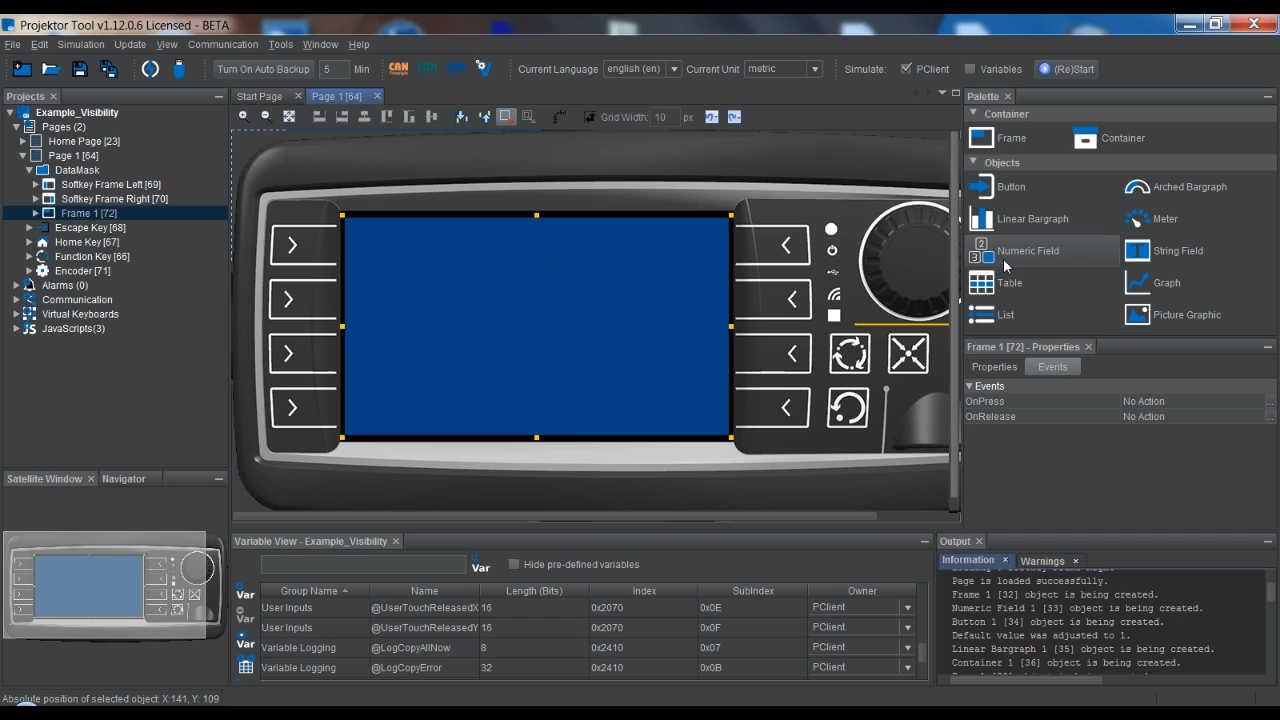 Projektor Tool v1.12.0.6 Licensed - BETA
File Edit Simulation Update View Communication Tools Window Help
Turn On Auto Backup 5 Min CAN Current Language english (en) Current Unit metric Simulate: PClient Variables (Re)Start
Projects
Example_Visibility
Pages (2)
Home Page [23]
Page 1 [64]
DataMask
Softkey Frame Left [69]
Softkey Frame Right [70]
Frame 1 [72]
Escape Key [68]
Home Key [67]
Function Key [66]
Encoder [71]
Alarms (0)
Communication
Virtual Keyboards
JavaScripts(3)
Start Page Page 1 [64]
Grid Width: 10 px
Palette
Container
Frame Container
Objects
Button Arched Bargraph
Linear Bargraph Meter
Numeric Field String Field
Table Graph
List Picture Graphic
Frame 1 [72] - Properties
Properties Events
Events
OnPress No Action ...
OnRelease No Action ...
Satellite Window Navigator
Variable View - Example_Visibility
Var Hide pre-defined variables
Var
Var
Var
Group Name Name Length (Bits) Index SubIndex Owner
User Inputs @UserTouchReleasedX 16 0x2070 0x0E PClient
User Inputs @UserTouchReleasedY 16 0x2070 0x0F PClient
Variable Logging @LogCopyAllNow 8 0x2410 0x07 PClient
Variable Logging @LogCopyError 32 0x2410 0x0B PClient
Output
Information Warnings
Page is loaded successfully.
Frame 1 [32] object is being created.
Numeric Field 1 [33] object is being created.
Button 1 [34] object is being created.
Default value was adjusted to 1.
Linear Bargraph 1 [35] object is being created.
Container 1 [36] object is being created.
Absolute position of selected object: X:141, Y: 109